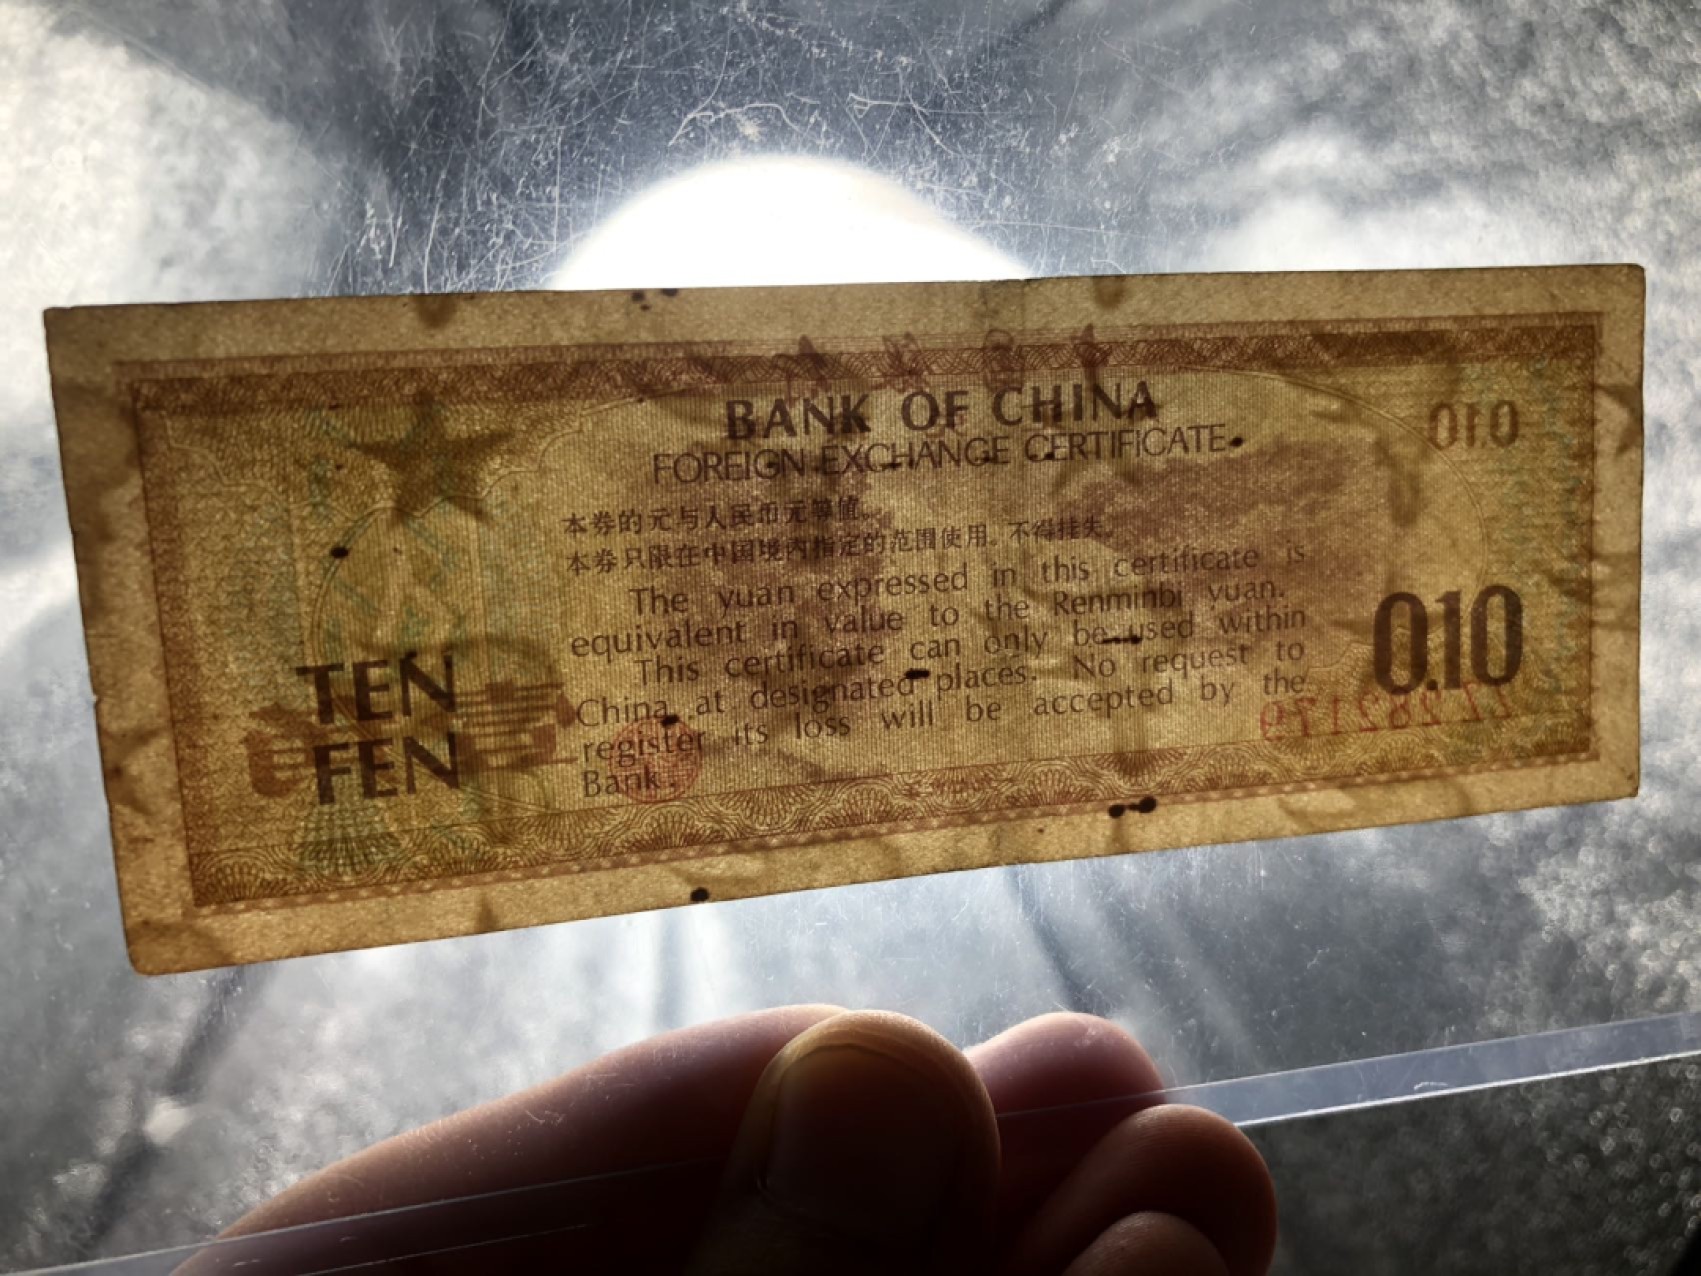 BANK OF CHINA
FOREIGN EXCHANGE CERTIFICATE
0.10
本券的元与人民币元等值。
本券只限在中国境内指定的范围使用。不得挂失。
The yuan expressed in this certificate is
equivalent in value to the Renminbi yuan.
This certificate can only be used within
China at designated places. No request to
register its loss will be accepted by the
Bank.
TEN
FEN
0.10
壹角